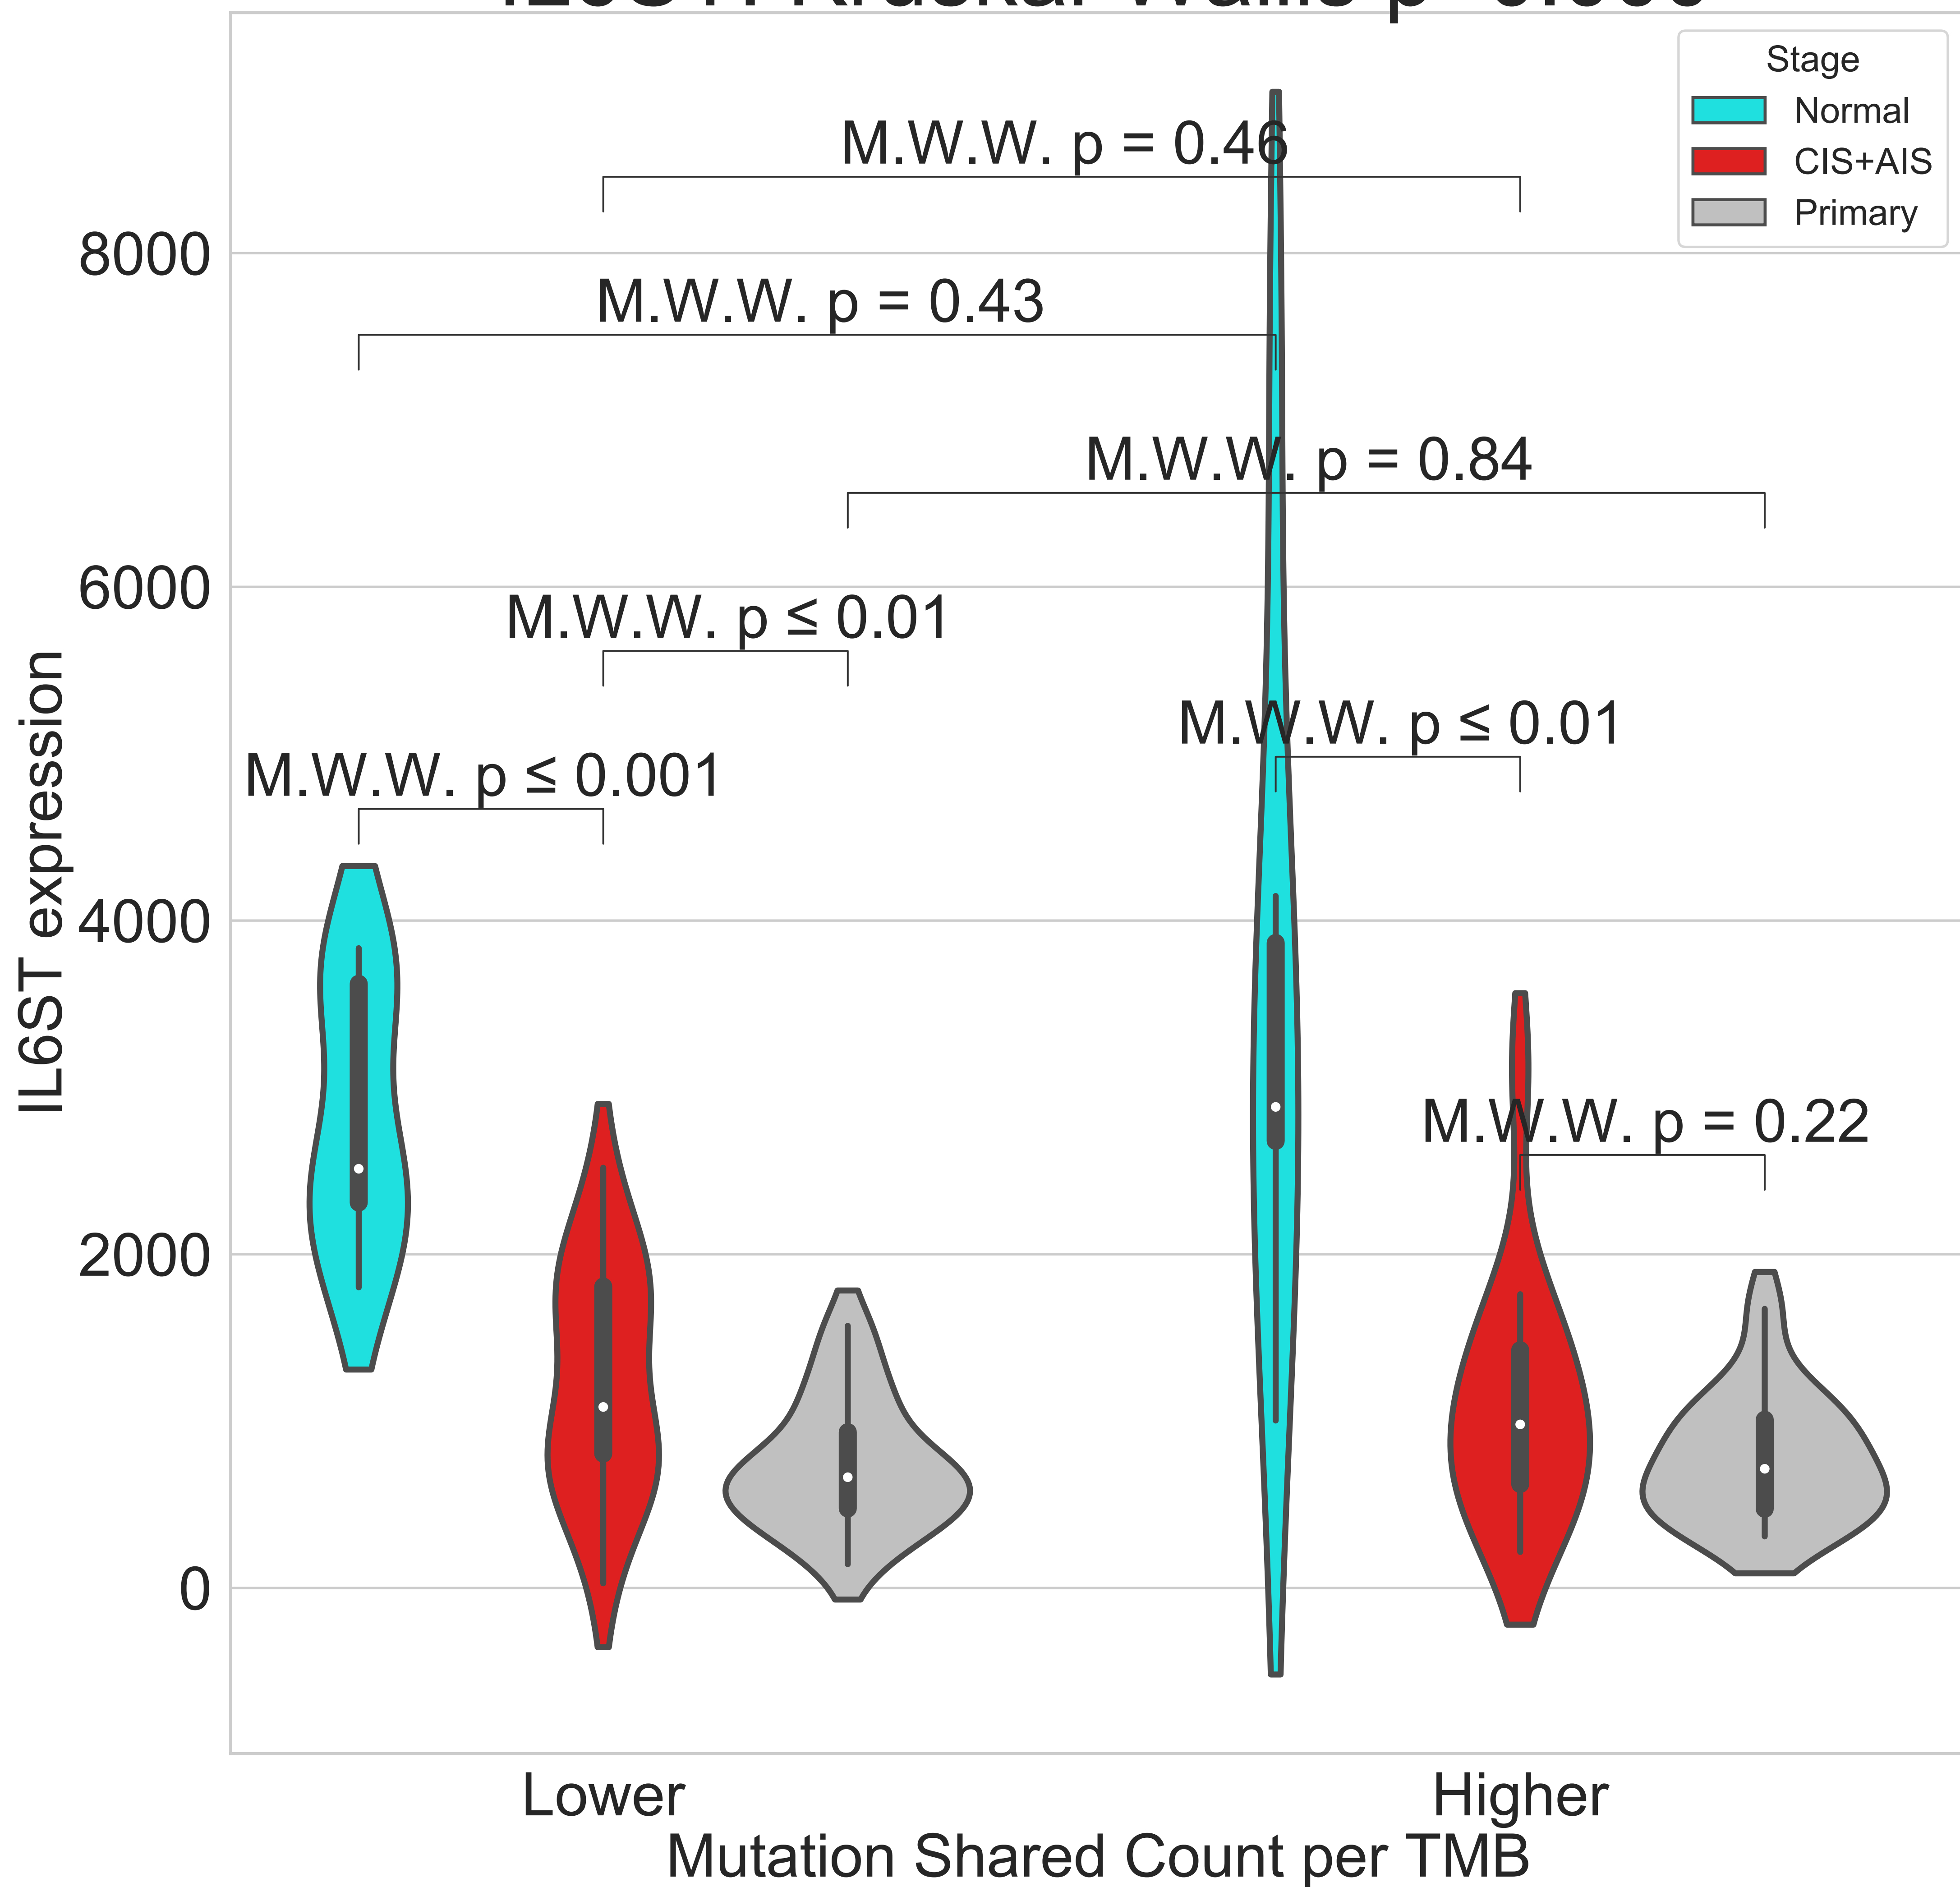 Stage
Normal
CIS+AIS
Primary
M.W.W. p = 0.46
8000
M.W.W. p = 0.43
M.W.W. p = 0.84
6000
M.W.W. p ≤ 0.01
M.W.W. p ≤ 0.01
M.W.W. p ≤ 0.001
IL6ST expression
4000
M.W.W. p = 0.22
2000
0
Lower
Higher
Mutation Shared Count per TMB